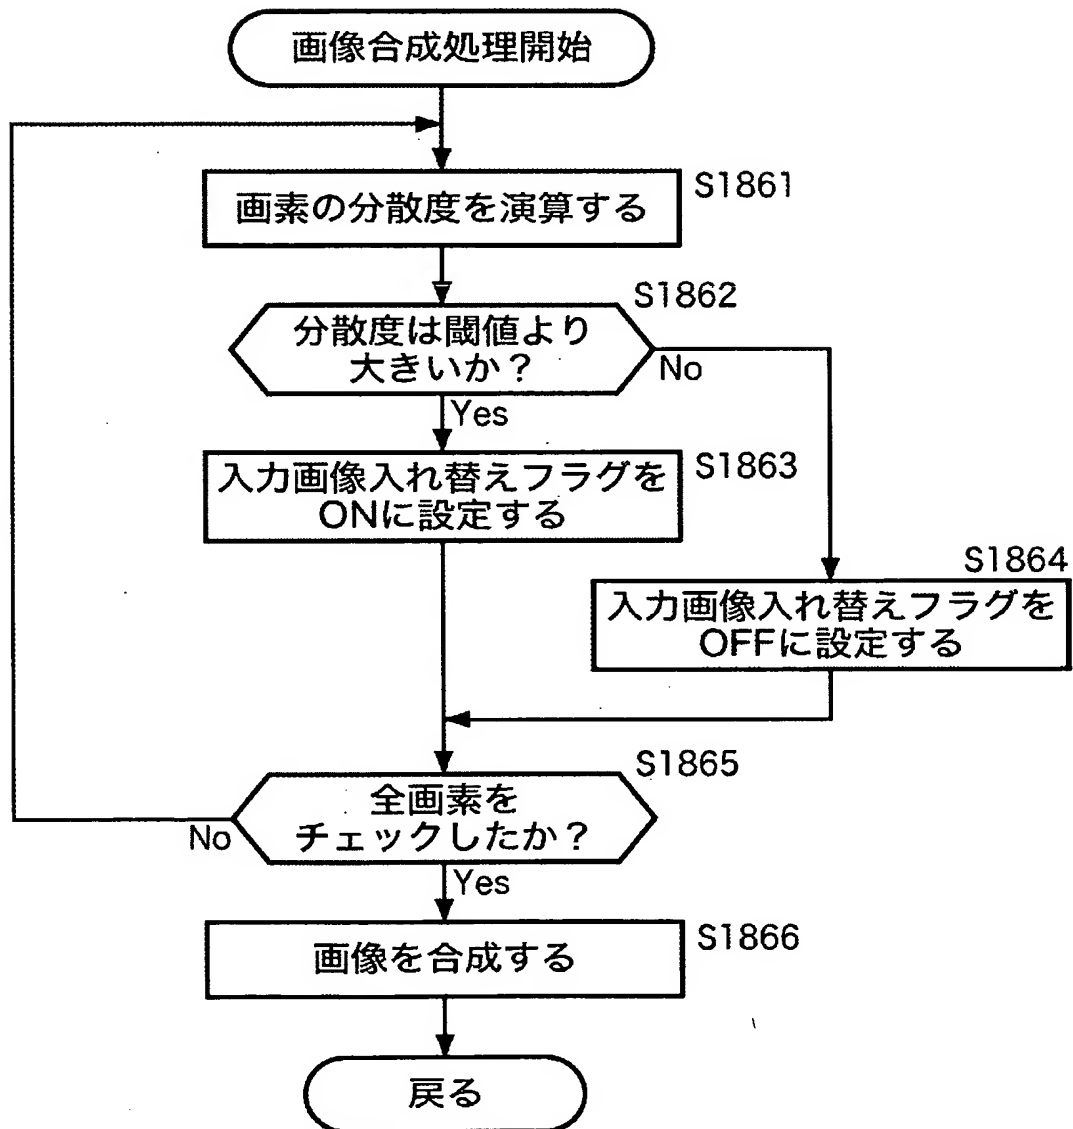 画像合成処理開始
S1861
画素の分散度を演算する
S1862
分散度は閾値より
大きいか？
No
Yes
S1863
入力画像入れ替えフラグを
ONに設定する
S1864
入力画像入れ替えフラグを
OFFに設定する
S1865
全画素を
チェックしたか？
No
Yes
S1866
画像を合成する
戻る